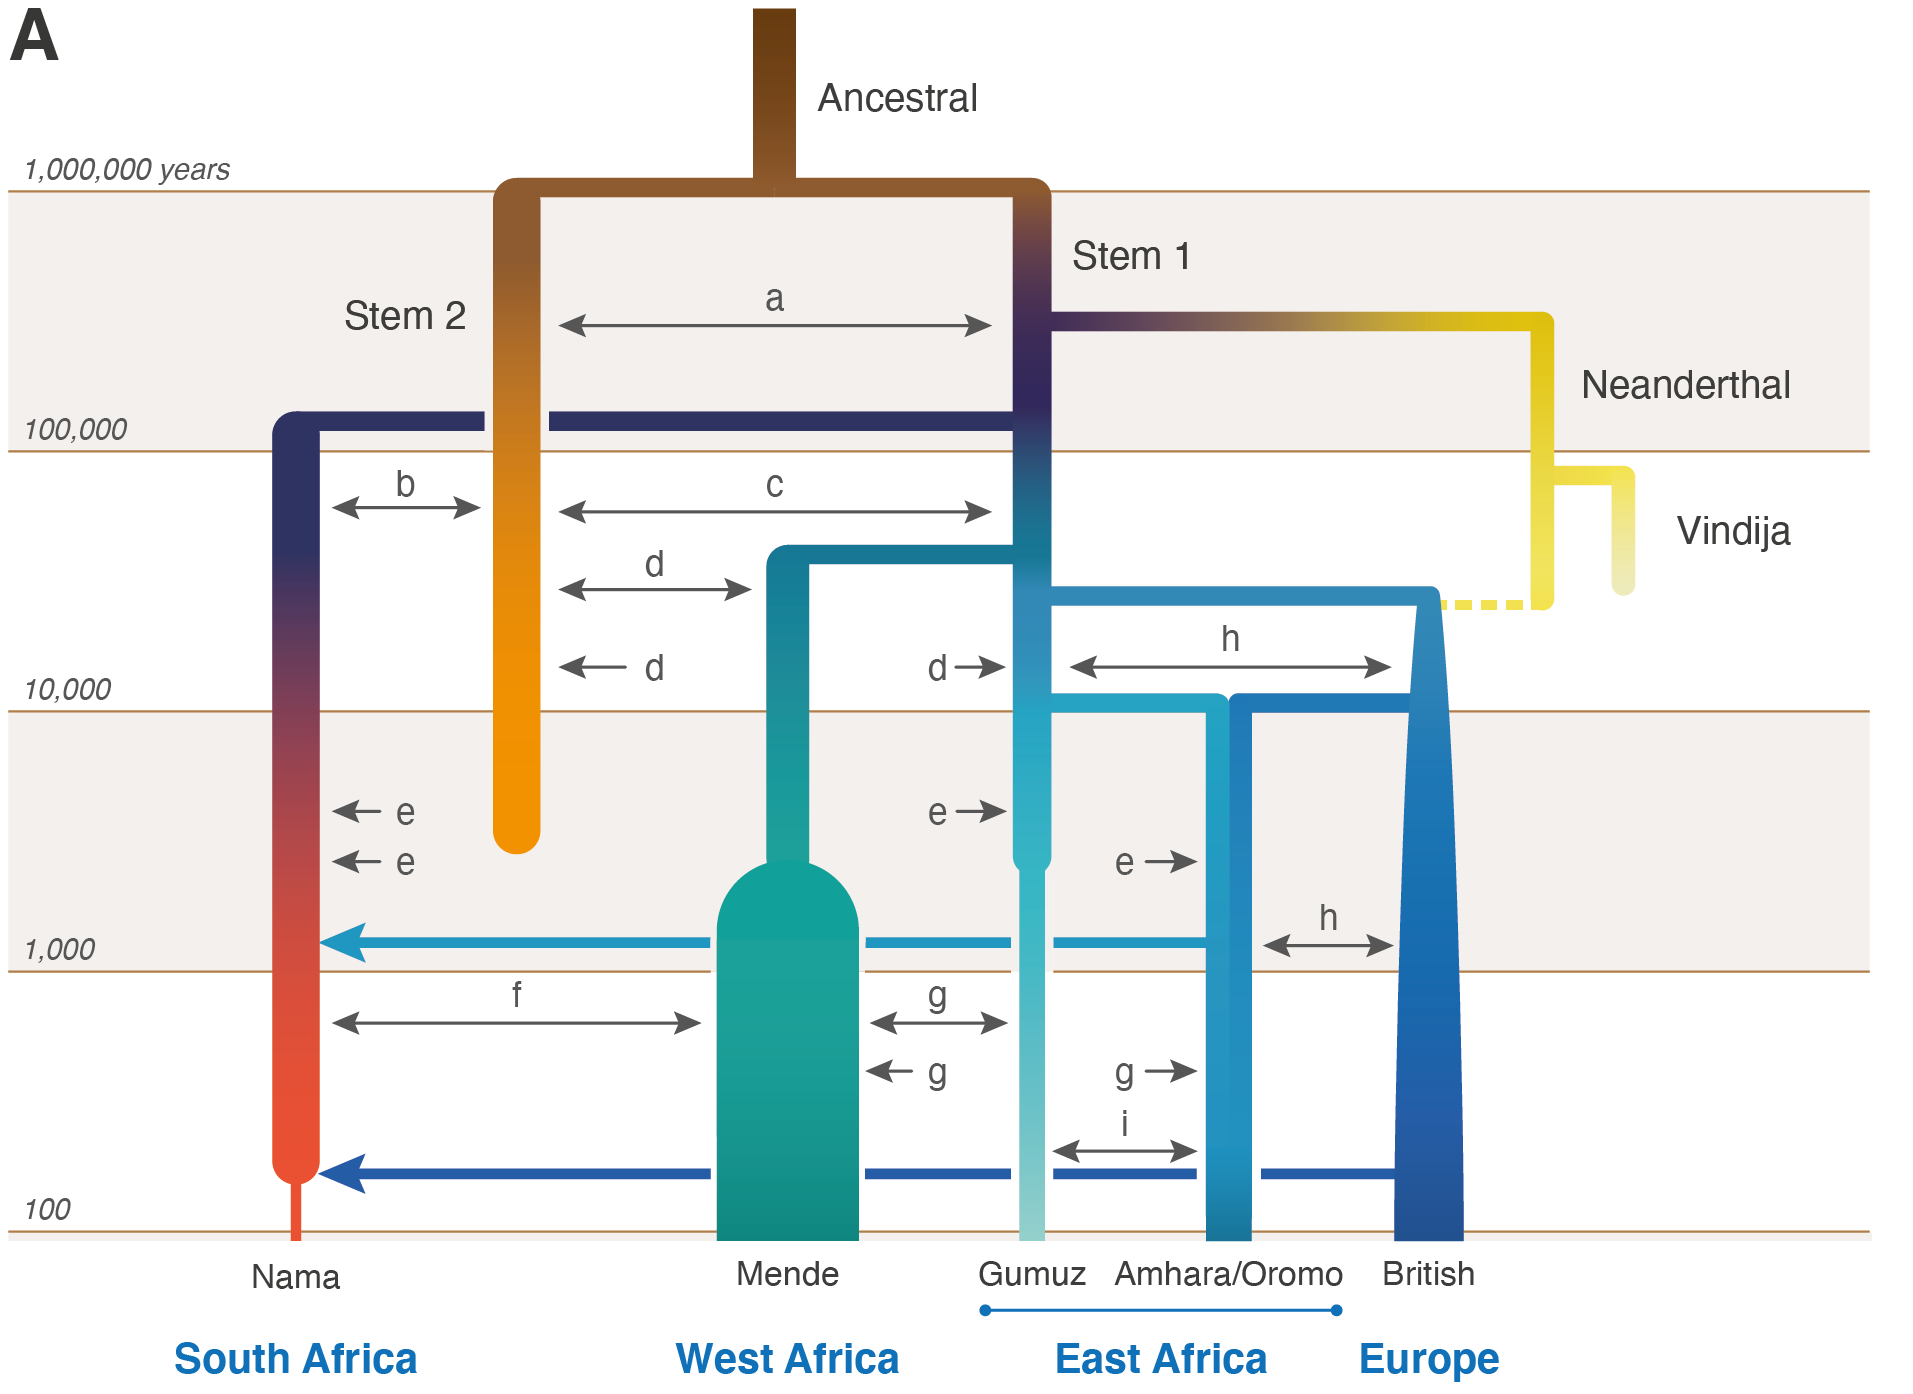 A
Ancestral
1,000,000 years
Stem 1
a
Stem 2
Neanderthal
100,000
b
c
Vindija
d
h
d
d
10,000
e
e
e
e
h
1,000
f
g
g
g
i
100
Nama
Mende
Gumuz
Amhara/Oromo
British
South Africa
West Africa
East Africa
Europe